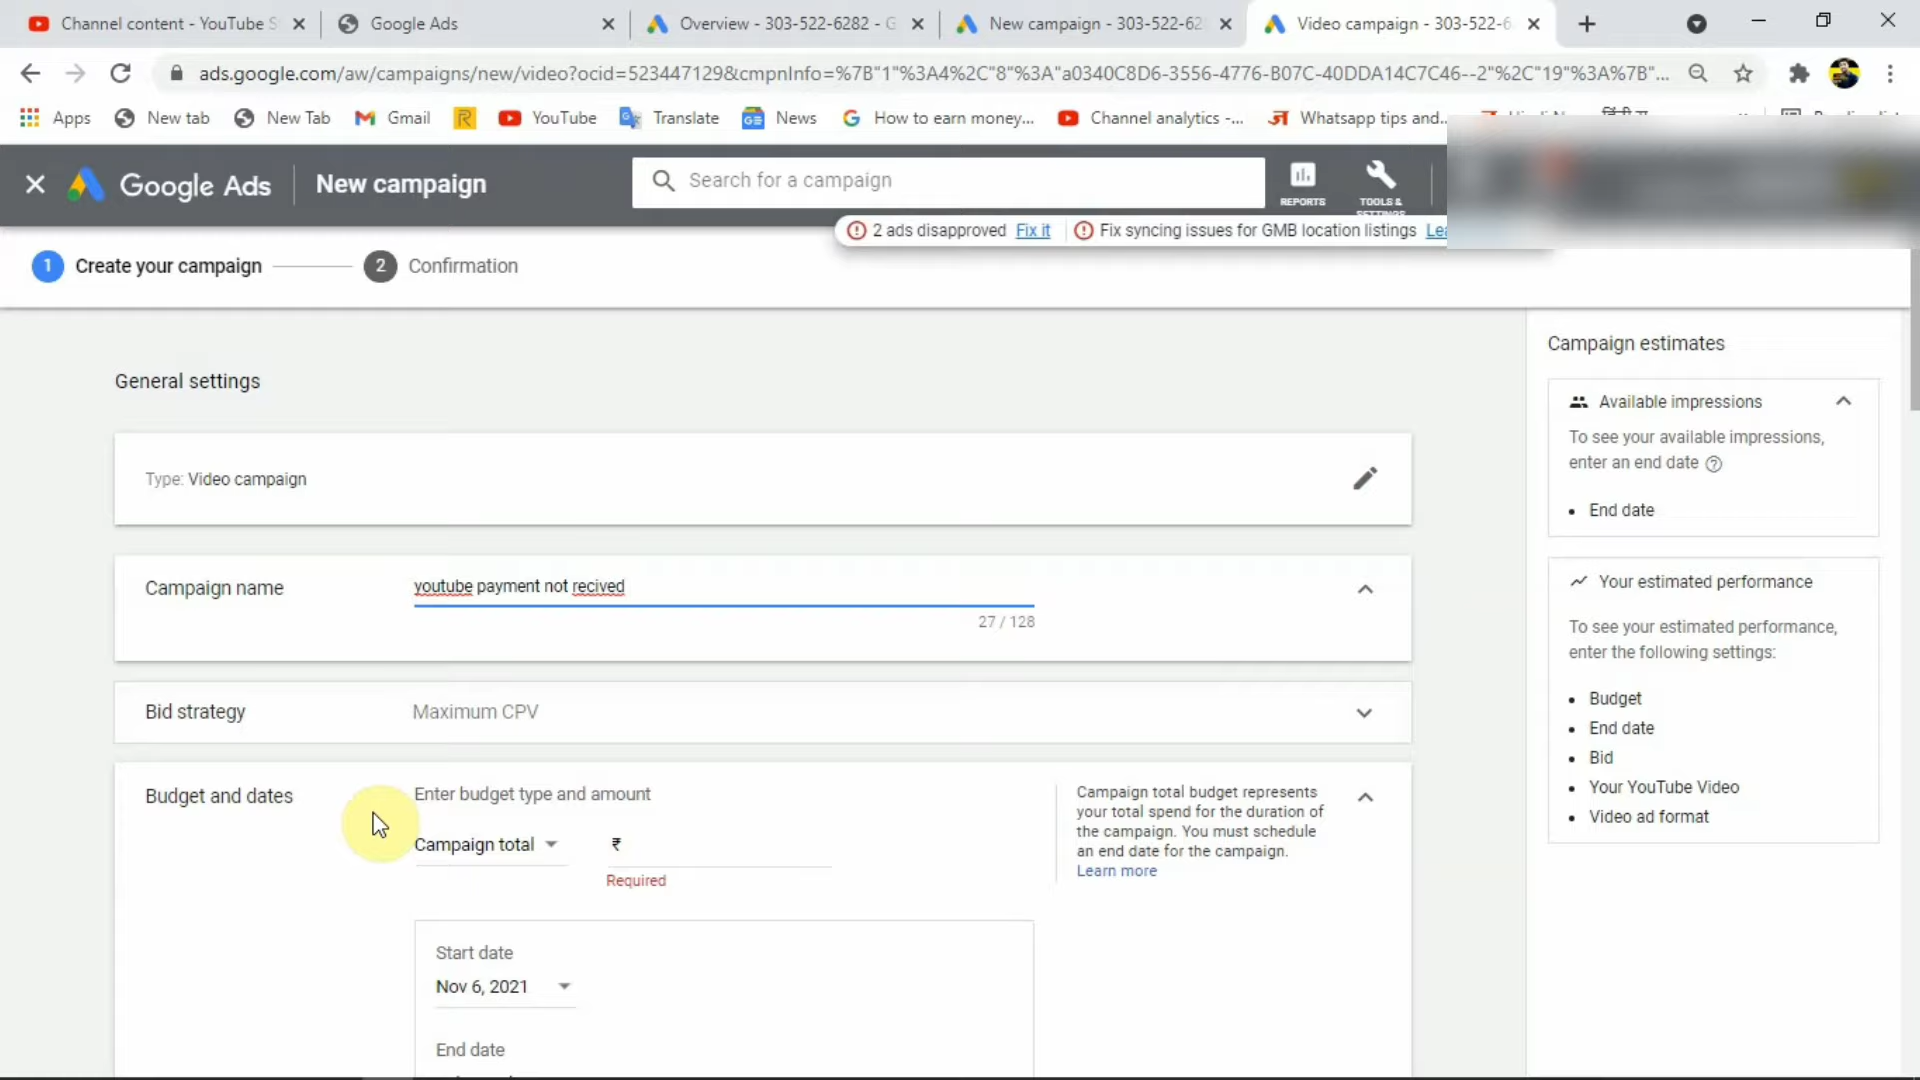 Channel content - YouTube S
Google Ads
Overview - 303-522-6282 - G
New campaign - 303-522-62
Video campaign - 303-522-6
ads.google.com/aw/campaigns/new/video?ocid=523447129&cmpnInfo=%7B"1"%3A4%2C"8"%3A"a0340C8D6-3556-4776-B07C-40DDA14C7C46--2"%2C"19"%3A%7B"...
Apps
New tab
New Tab
Gmail
YouTube
Translate
News
How to earn money...
Channel analytics -...
Whatsapp tips and...
Google Ads
New campaign
Search for a campaign
REPORTS
TOOLS &
SETTINGS
2 ads disapproved Fix it
Fix syncing issues for GMB location listings Lea
1 Create your campaign
2 Confirmation
General settings
Type: Video campaign
Campaign name
youtube payment not recived
27 / 128
Bid strategy
Maximum CPV
Budget and dates
Enter budget type and amount
Campaign total
₹
Required
Campaign total budget represents
your total spend for the duration of
the campaign. You must schedule
an end date for the campaign.
Learn more
Start date
Nov 6, 2021
End date
Campaign estimates
Available impressions
To see your available impressions,
enter an end date
• End date
Your estimated performance
To see your estimated performance,
enter the following settings:
• Budget
• End date
• Bid
• Your YouTube Video
• Video ad format